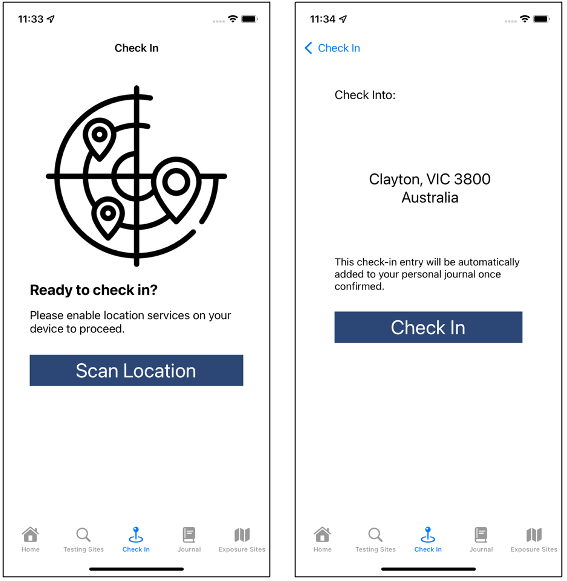 11:33
Check In
Ready to check in?
Please enable location services on your
device to proceed.
Scan Location
Home
Testing Sites
Check In
Journal
Exposure Sites
11:34
Check In
Check Into:
Clayton, VIC 3800
Australia
This check-in entry will be automatically
added to your personal journal once
confirmed.
Check In
Home
Testing Sites
Check In
Journal
Exposure Sites